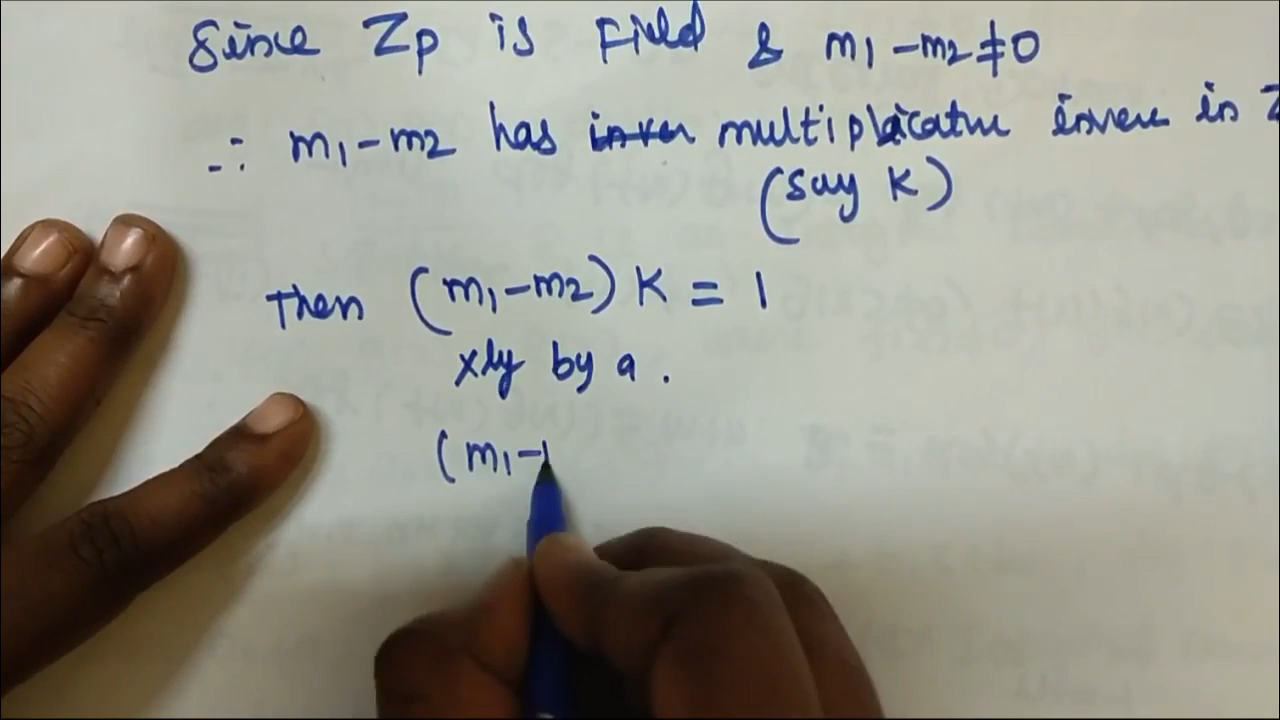 Since Zp is Field & m1-m2≠0
∴ m1-m2 has inver multiplicative inverse in Z
(say K)
Then (m1-m2) K = 1
xly by a.
(m1-